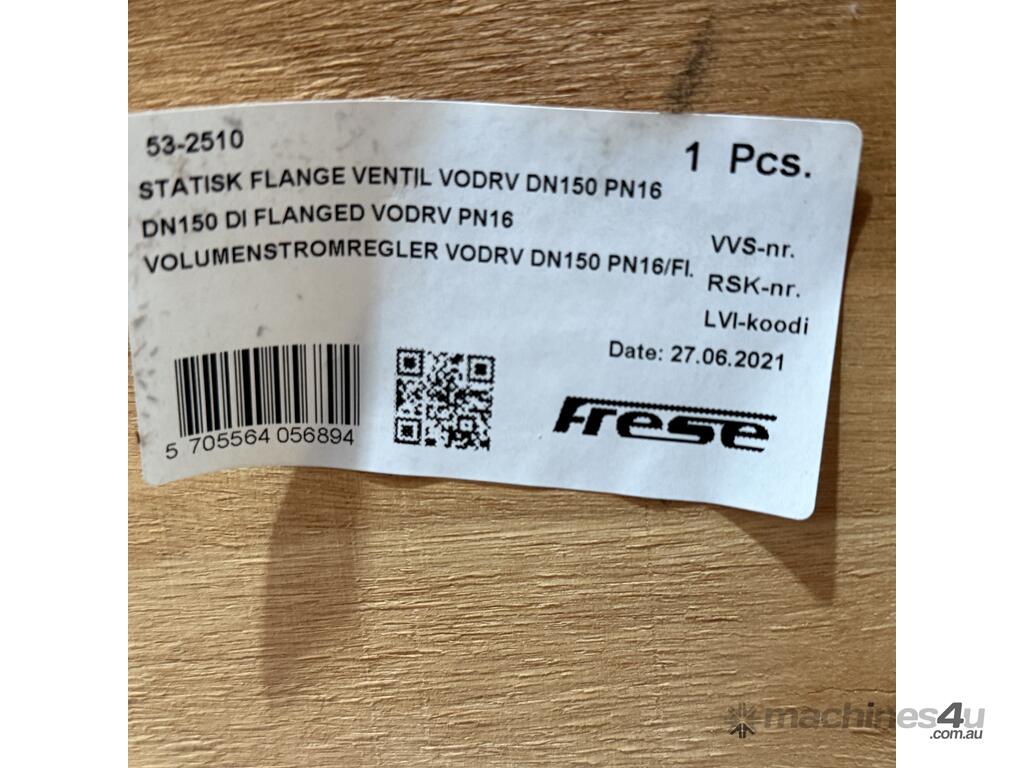 53-2510
1 Pcs.
STATISK FLANGE VENTIL VODRV DN150 PN16
DN150 DI FLANGED VODRV PN16
VOLUMENSTROMREGLER VODRV DN150 PN16/Fl.
VVS-nr.
RSK-nr.
LVI-koodi
Date: 27.06.2021
5 705564 056894
Frese
machines4u
.com.au